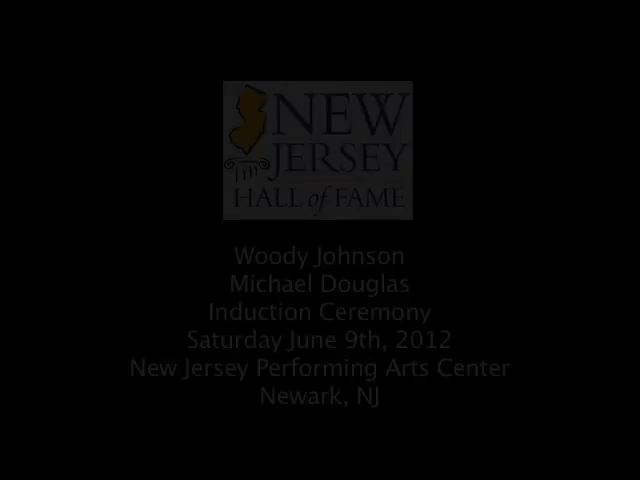 NEW
JERSEY
HALL of FAME
Woody Johnson
Michael Douglas
Induction Ceremony
Saturday June 9th, 2012
New Jersey Performing Arts Center
Newark, NJ